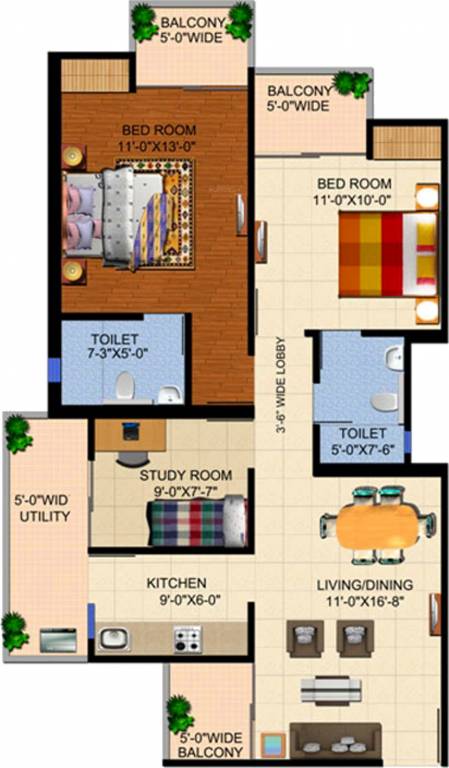 BALCONY
5'-0"WIDE
BALCONY
5'-0"WIDE
BED ROOM
11'-0"X13'-0"
BED ROOM
11'-0"X10'-0"
TOILET
7-3"X5'-0"
3'-6" WIDE LOBBY
TOILET
5'-0"X7'-6"
STUDY ROOM
9'-0"X7'-7"
5'-0"WID
UTILITY
KITCHEN
9'-0"X6-0"
LIVING/DINING
11'-0"X16'-8"
5'-0"WIDE
BALCONY